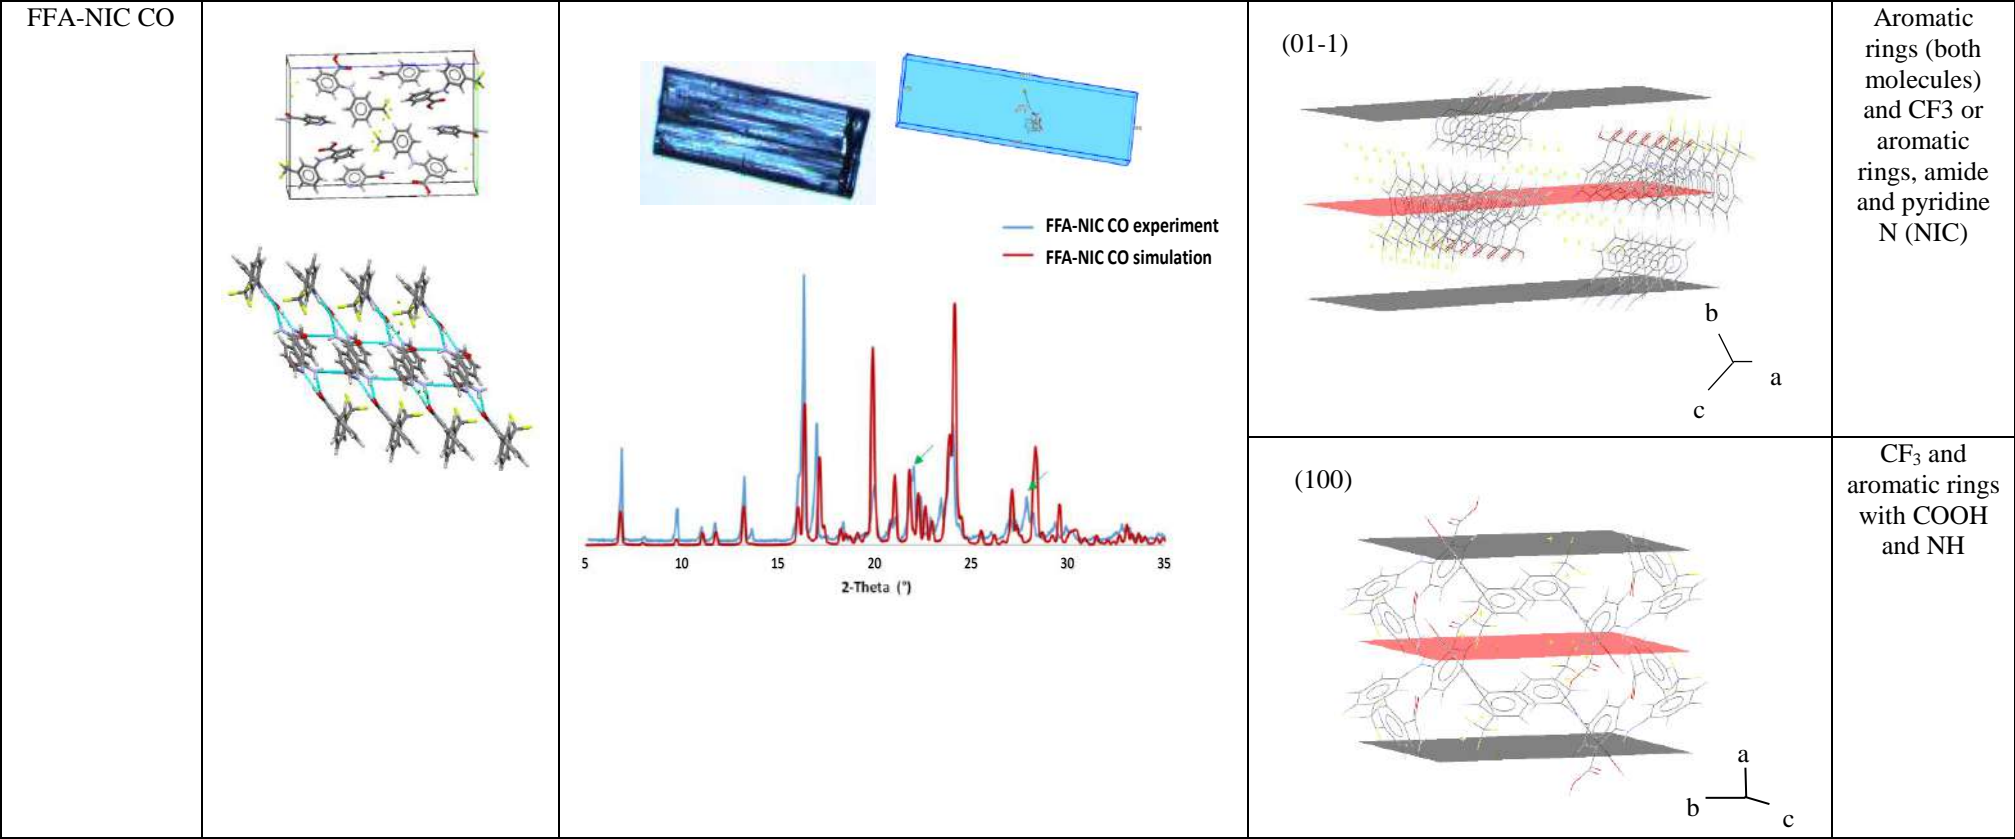 FFA-NIC CO
FFA-NIC CO experiment
FFA-NIC CO simulation
5 10 15 20 25 30 35
2-Theta (°)
(01-1)
b
a
c
Aromatic
rings (both
molecules)
and CF3 or
aromatic
rings, amide
and pyridine
N (NIC)
(100)
a
b
c
CF₃ and
aromatic rings
with COOH
and NH